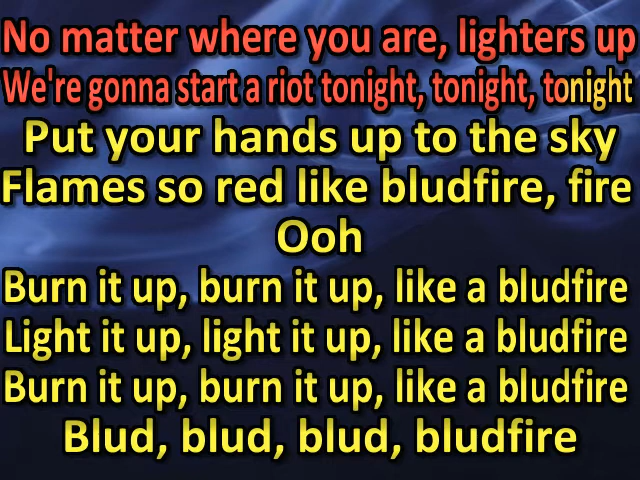 No matter where you are, lighters up
We're gonna start a riot tonight, tonight, tonight
Put your hands up to the sky
Flames so red like bludfire, fire
Ooh
Burn it up, burn it up, like a bludfire
Light it up, light it up, like a bludfire
Burn it up, burn it up, like a bludfire
Blud, blud, blud, bludfire